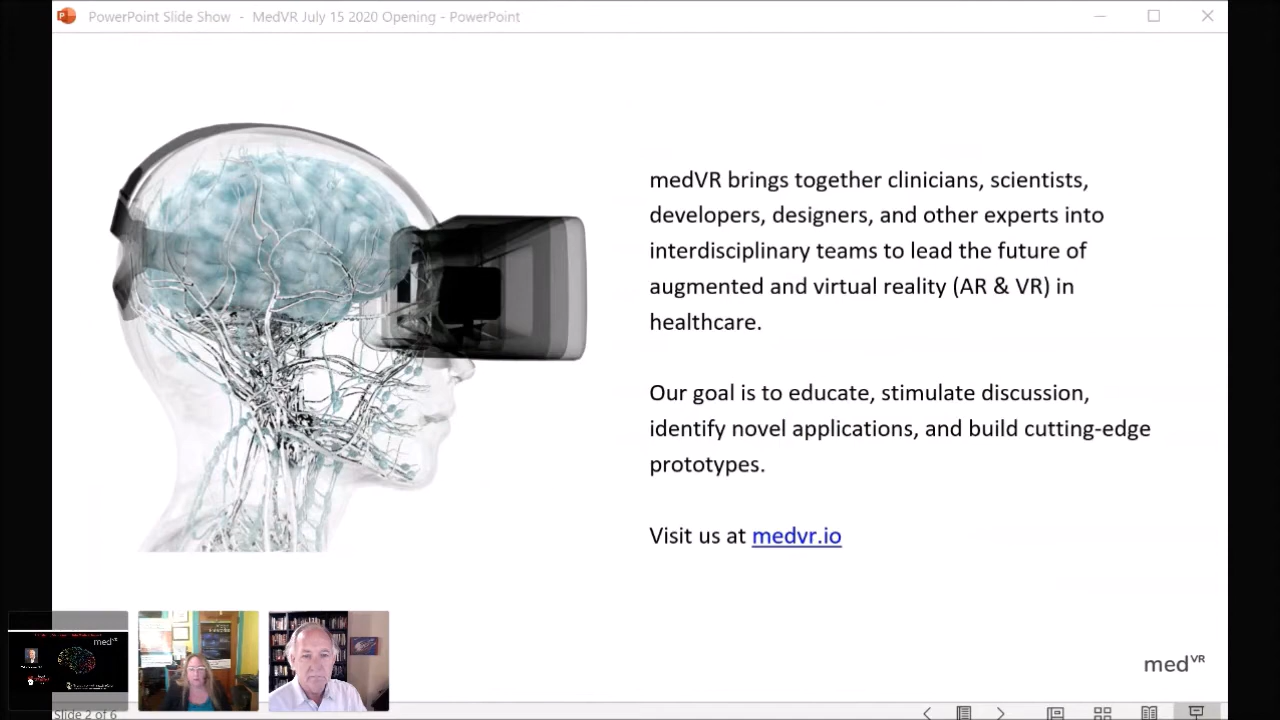 PowerPoint Slide Show - MedVR July 15 2020 Opening - PowerPoint
medVR brings together clinicians, scientists,
developers, designers, and other experts into
interdisciplinary teams to lead the future of
augmented and virtual reality (AR & VR) in
healthcare.
Our goal is to educate, stimulate discussion,
identify novel applications, and build cutting-edge
prototypes.
Visit us at medvr.io
medVR
medVR
Slide 2 of 6